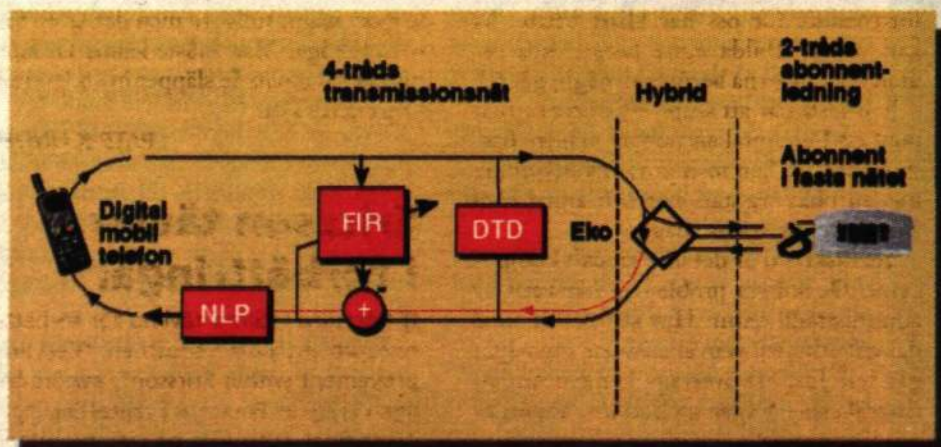 4-tråds
transmissionsnät
Hybrid
2-tråds
abonnent-
ledning
Abonnent
i fasta nätet
Digital
mobil
telefon
FIR
DTD
Eko
NLP
+
-